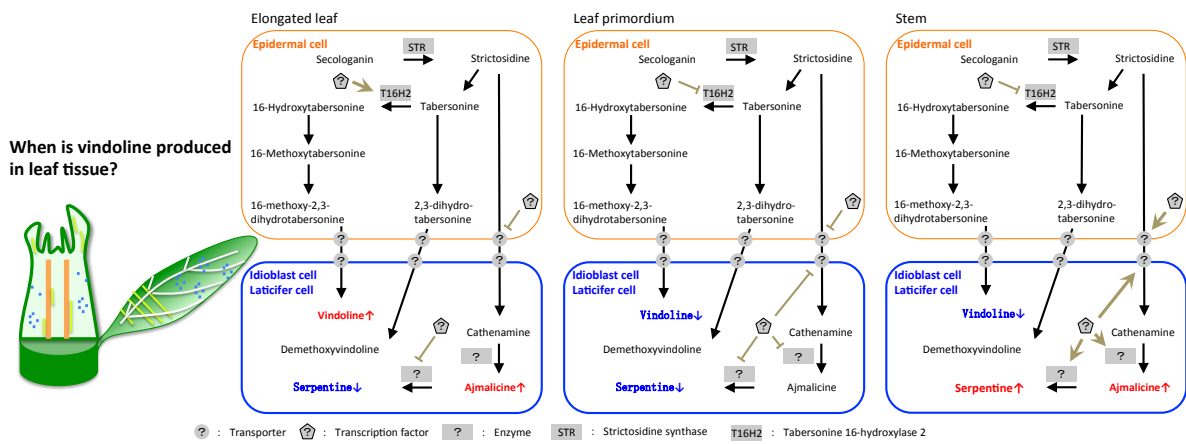 When is vindoline produced
in leaf tissue?
Elongated leaf
Epidermal cell
STR
Secologanin
Strictosidine
?
T16H2
16-Hydroxytabersonine
Tabersonine
16-Methoxytabersonine
16-methoxy-2,3-
dihydrotabersonine
2,3-dihydro-
tabersonine
?
?
?
?
?
?
?
Idioblast cell
Laticifer cell
Vindoline↑
?
Cathenamine
Demethoxyvindoline
?
?
Serpentine↓
Ajmalicine↑
Leaf primordium
Epidermal cell
STR
Secologanin
Strictosidine
?
T16H2
16-Hydroxytabersonine
Tabersonine
16-Methoxytabersonine
16-methoxy-2,3-
dihydrotabersonine
2,3-dihydro-
tabersonine
?
?
?
?
?
?
?
Idioblast cell
Laticifer cell
Vindoline↓
?
Cathenamine
Demethoxyvindoline
?
?
Serpentine↓
Ajmalicine
Stem
Epidermal cell
STR
Secologanin
Strictosidine
?
T16H2
16-Hydroxytabersonine
Tabersonine
16-Methoxytabersonine
16-methoxy-2,3-
dihydrotabersonine
2,3-dihydro-
tabersonine
?
?
?
?
?
?
?
Idioblast cell
Laticifer cell
Vindoline↓
?
Cathenamine
Demethoxyvindoline
?
?
Serpentine↑
Ajmalicine↑
? : Transporter
? : Transcription factor
? : Enzyme
STR : Strictosidine synthase
T16H2 : Tabersonine 16-hydroxylase 2